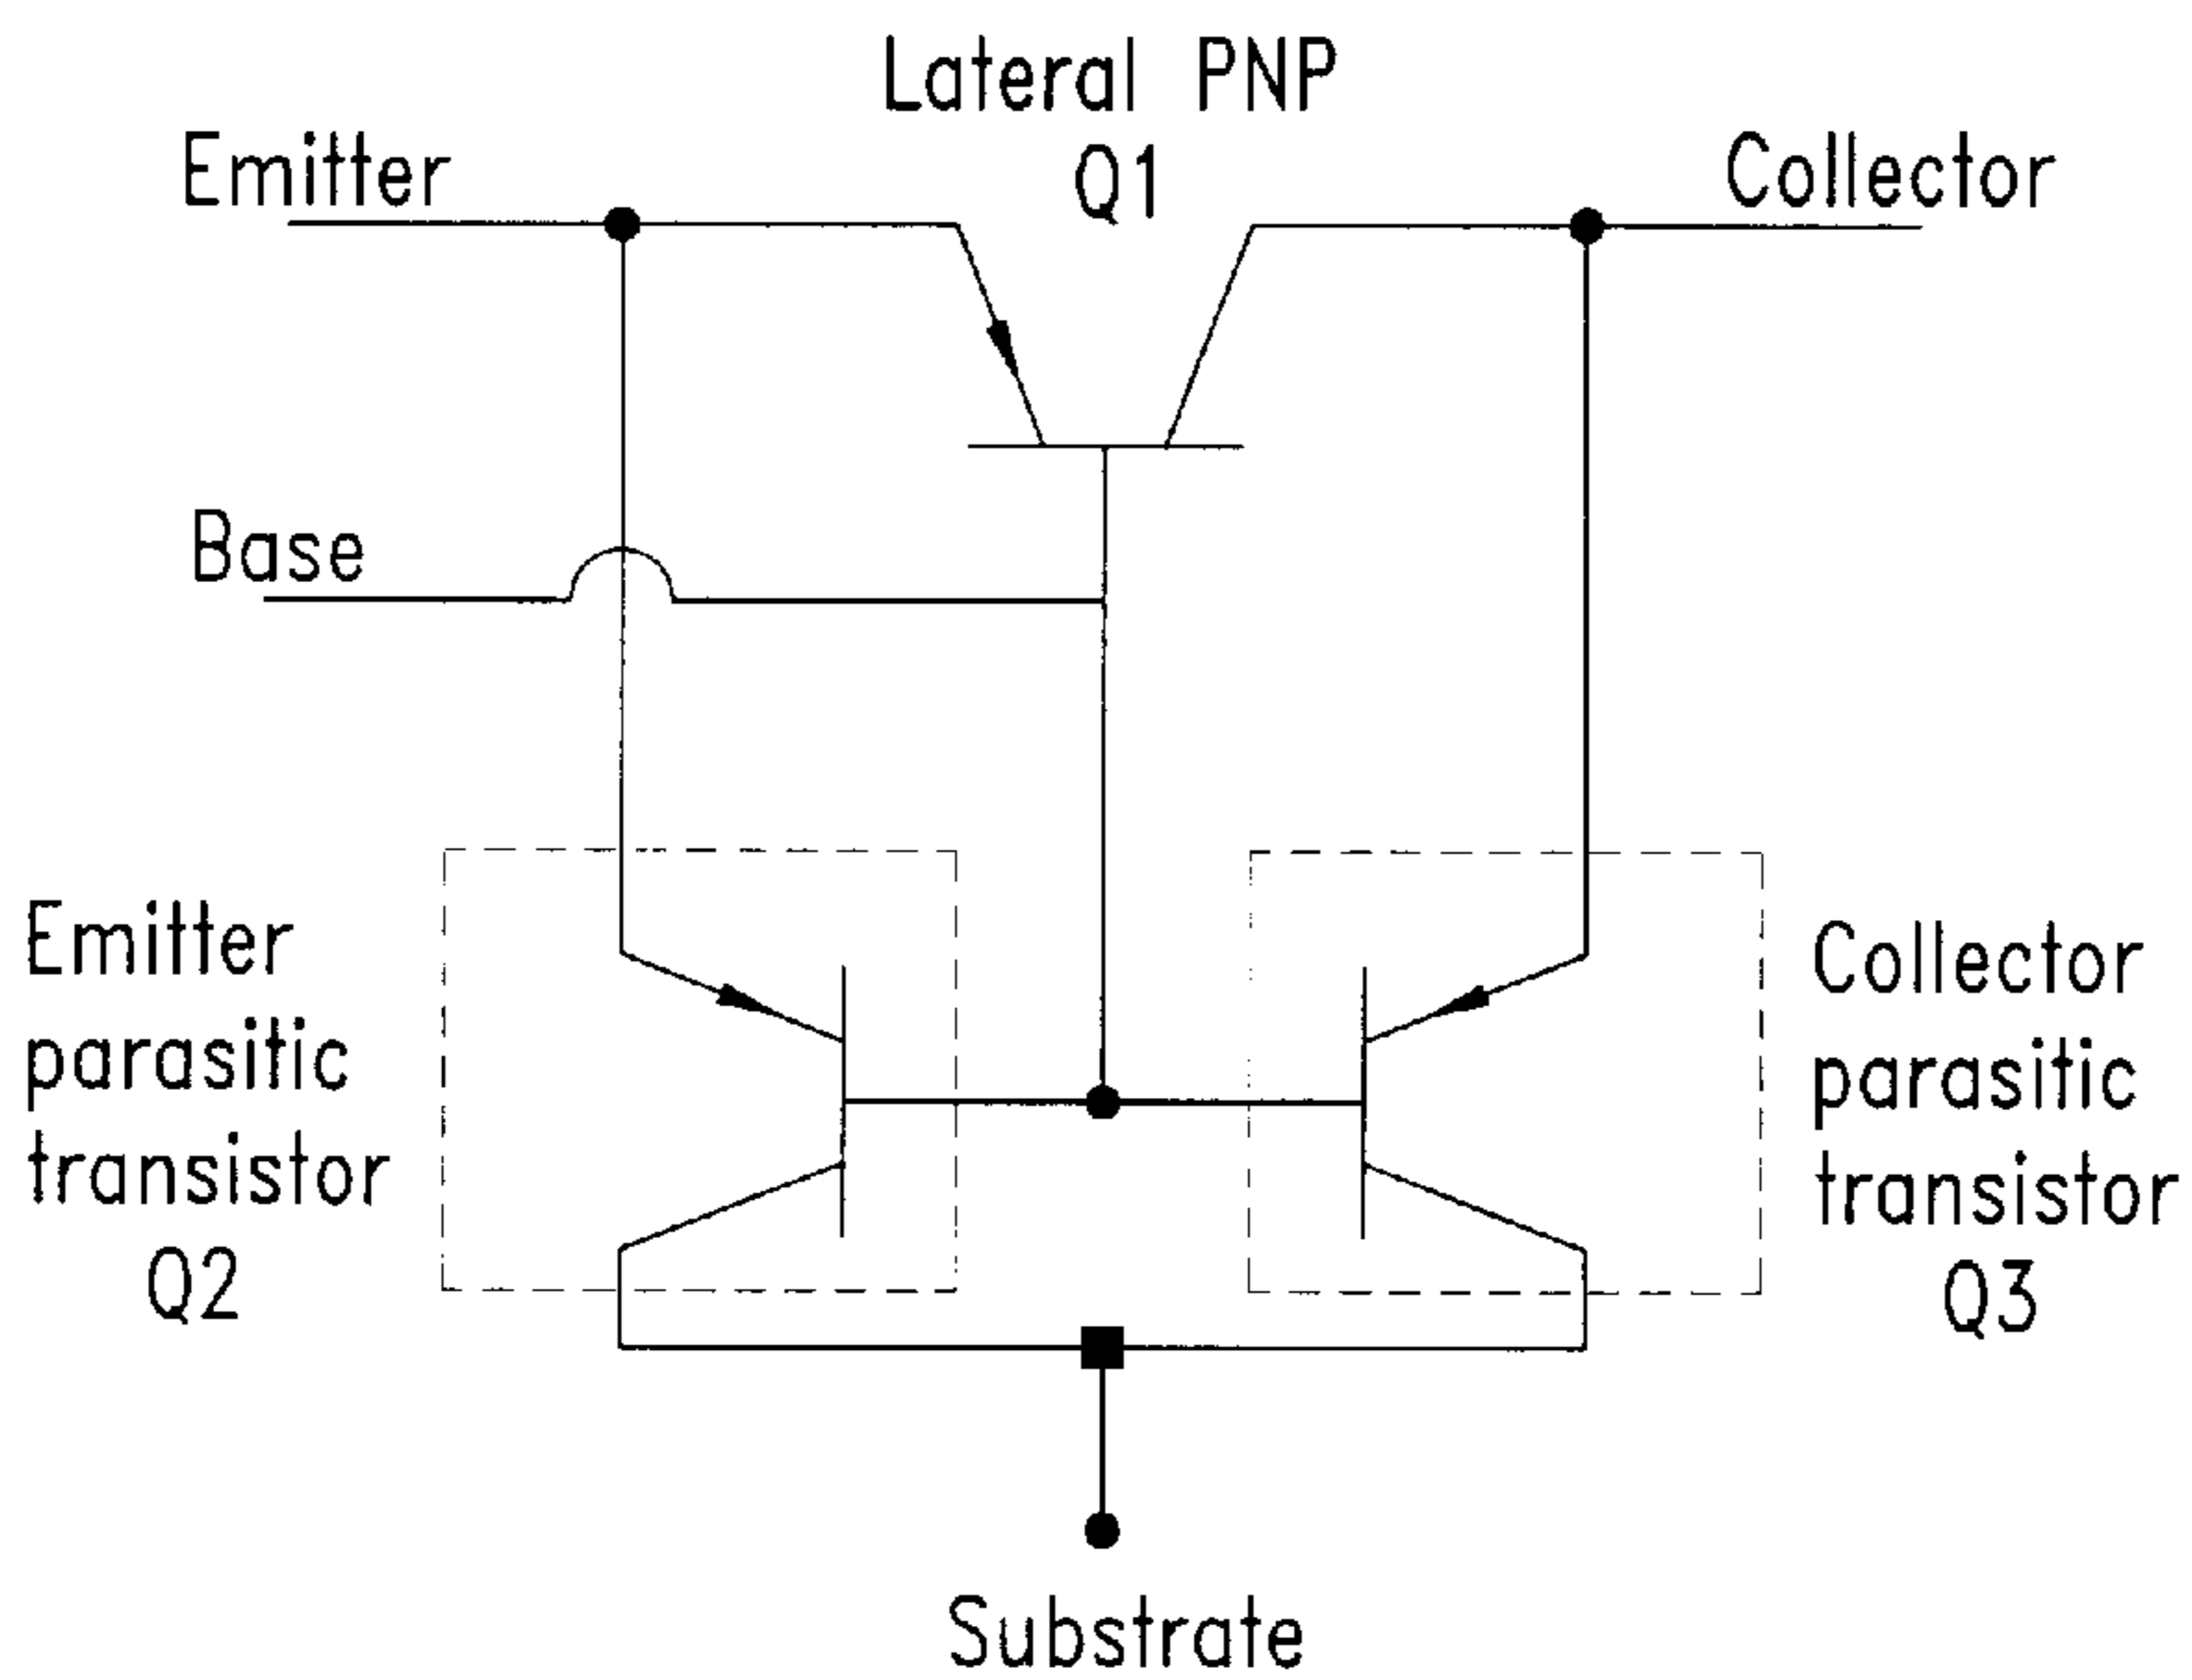 Lateral PNP
Q1
Emitter
Collector
Base
Emitter
parasitic
transistor
Q2
Collector
parasitic
transistor
Q3
Substrate